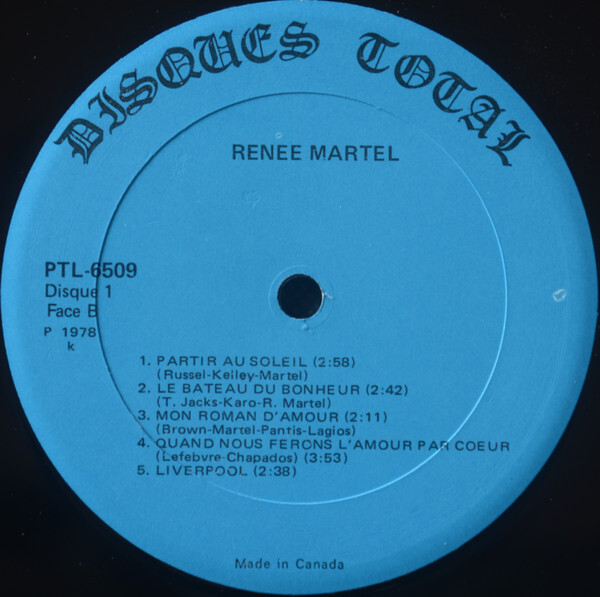 DISQUES TOTAL
RENEE MARTEL
PTL-6509
Disque 1
Face B
P 1978
k
1. PARTIR AU SOLEIL (2:58)
(Russel-Kelley-Martel)
2. LE BATEAU DU BONHEUR (2:42)
(T. Jacks-Karo-R. Martel)
3. MON ROMAN D'AMOUR (2:11)
(Brown-Martel-Pantis-Lagios)
4. QUAND NOUS FERONS L'AMOUR PAR COEUR
(Lefebvre-Chapados) (3:53)
5. LIVERPOOL (2:38)
Made in Canada